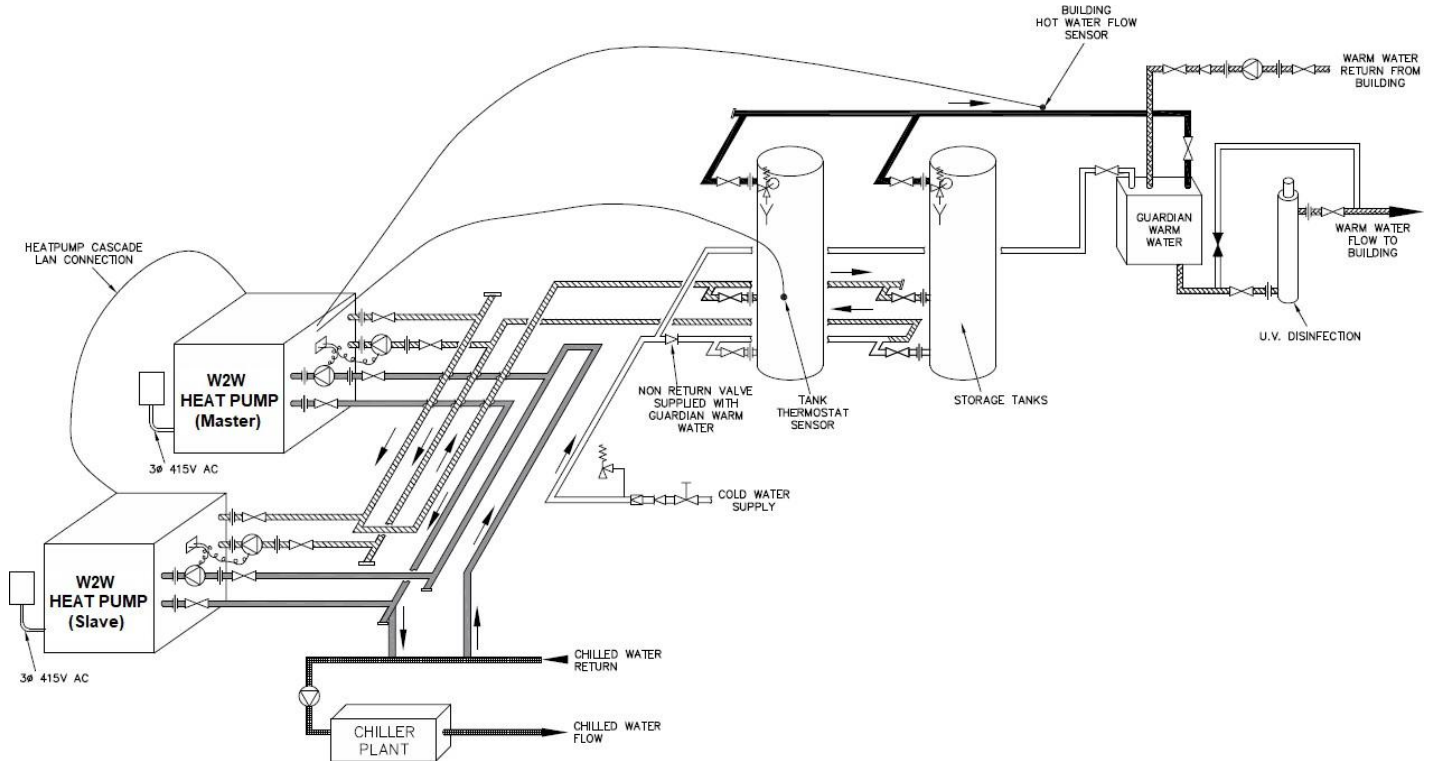 BUILDING
HOT WATER FLOW
SENSOR
WARM WATER
RETURN FROM
BUILDING
GUARDIAN
WARM
WATER
WARM WATER
FLOW TO
BUILDING
U.V. DISINFECTION
HEATPUMP CASCADE
LAN CONNECTION
W2W
HEAT PUMP
(Master)
3ø 415V AC
NON RETURN VALVE
SUPPLIED WITH
GUARDIAN WARM
WATER
TANK
THERMOSTAT
SENSOR
STORAGE TANKS
COLD WATER
SUPPLY
W2W
HEAT PUMP
(Slave)
3ø 415V AC
CHILLED WATER
RETURN
CHILLER
PLANT
CHILLED WATER
FLOW